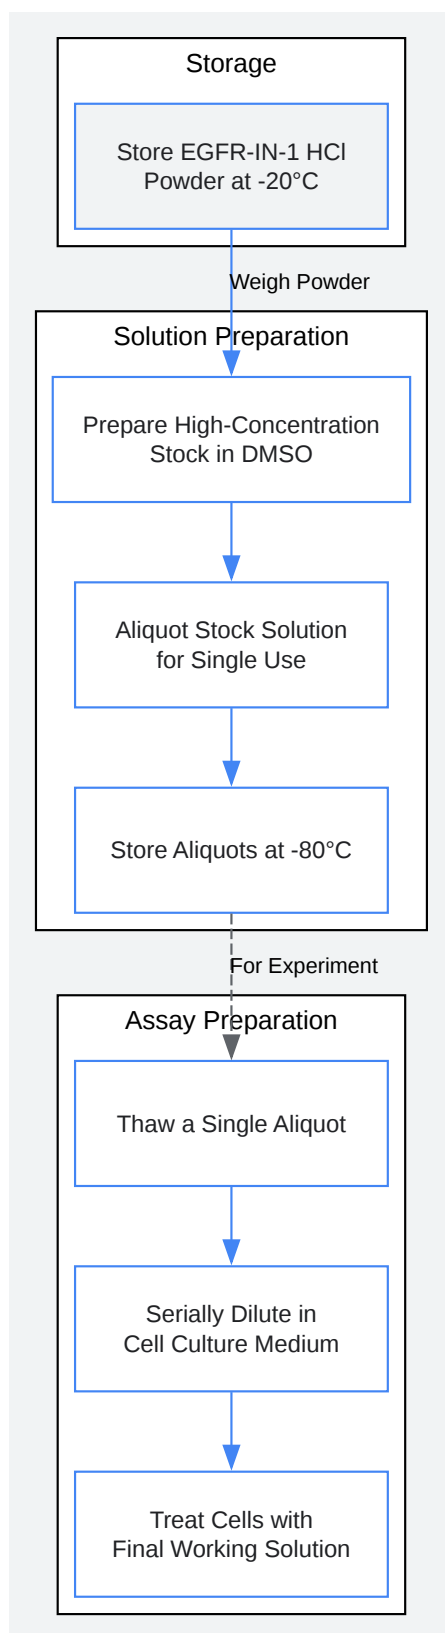 Storage
Store EGFR-IN-1 HCl
Powder at -20°C
Weigh Powder
Solution Preparation
Prepare High-Concentration
Stock in DMSO
Aliquot Stock Solution
for Single Use
Store Aliquots at -80°C
For Experiment
Assay Preparation
Thaw a Single Aliquot
Serially Dilute in
Cell Culture Medium
Treat Cells with
Final Working Solution